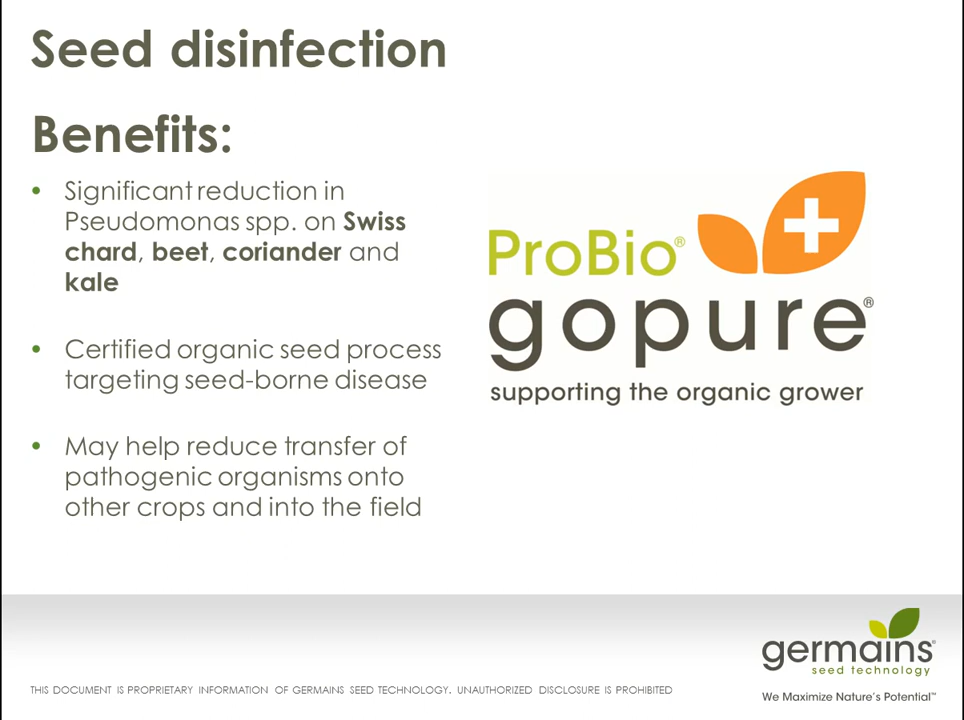 Seed disinfection
Benefits:
• Significant reduction in
Pseudomonas spp. on Swiss
chard, beet, coriander and
kale
• Certified organic seed process
targeting seed-borne disease
• May help reduce transfer of
pathogenic organisms onto
other crops and into the field
ProBio®
gopure®
supporting the organic grower
germains®
seed technology
We Maximize Nature's Potential™
THIS DOCUMENT IS PROPRIETARY INFORMATION OF GERMAINS SEED TECHNOLOGY. UNAUTHORIZED DISCLOSURE IS PROHIBITED